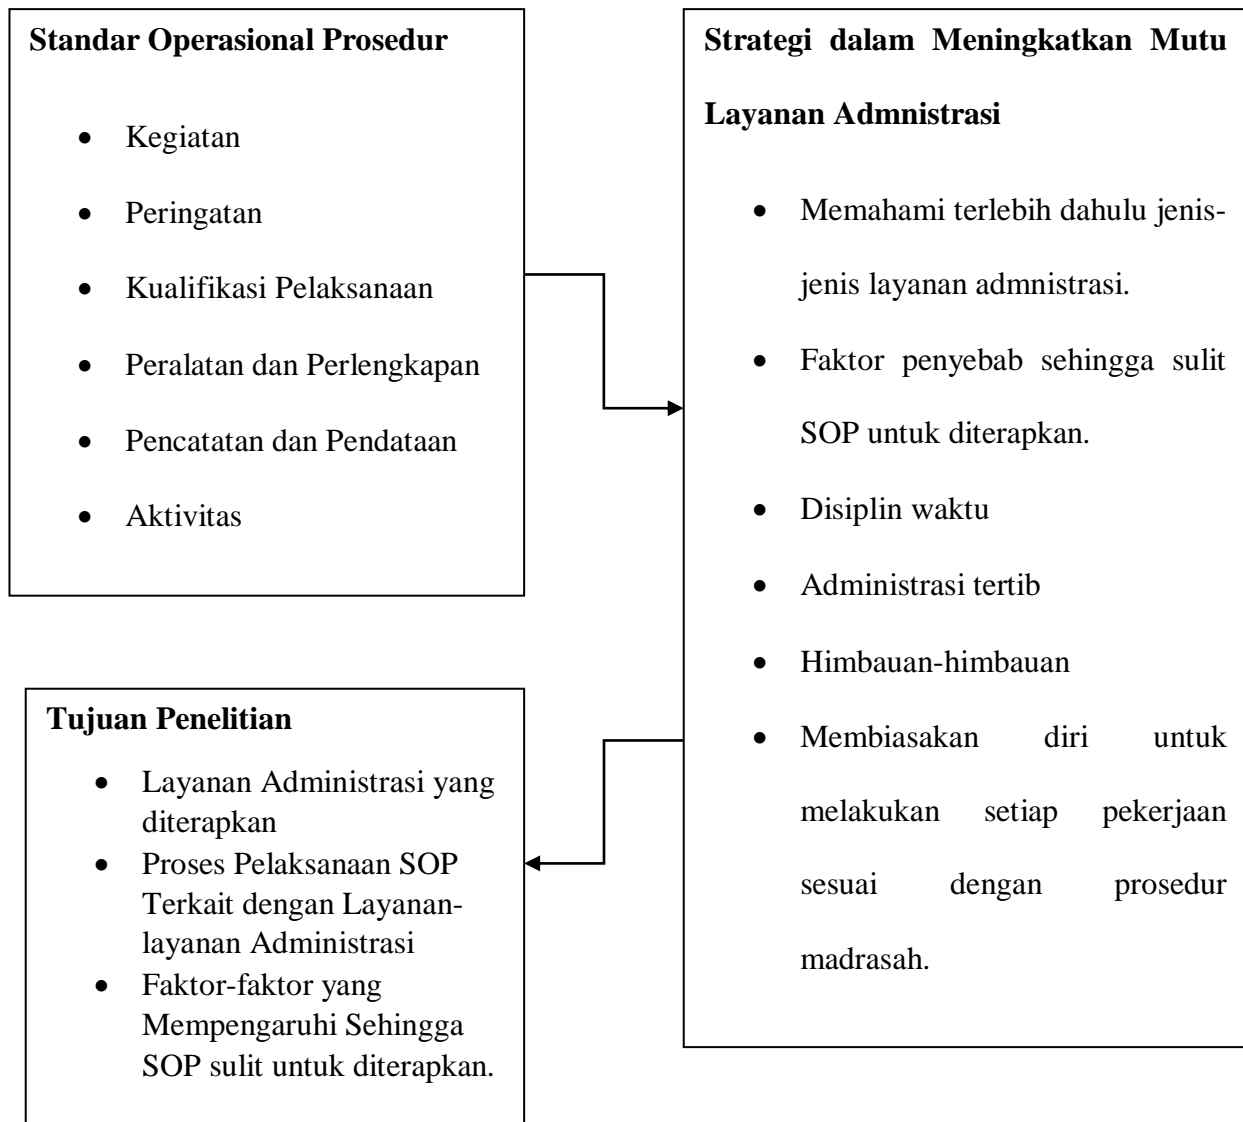 Standar Operasional Prosedur
• Kegiatan
• Peringatan
• Kualifikasi Pelaksanaan
• Peralatan dan Perlengkapan
• Pencatatan dan Pendataan
• Aktivitas
Strategi dalam Meningkatkan Mutu
Layanan Admnistrasi
• Memahami terlebih dahulu jenis-
jenis layanan admnistrasi.
• Faktor penyebab sehingga sulit
SOP untuk diterapkan.
• Disiplin waktu
• Administrasi tertib
• Himbauan-himbauan
• Membiasakan diri untuk
melakukan setiap pekerjaan
sesuai dengan prosedur
madrasah.
Tujuan Penelitian
• Layanan Administrasi yang
diterapkan
• Proses Pelaksanaan SOP
Terkait dengan Layanan-
layanan Administrasi
• Faktor-faktor yang
Mempengaruhi Sehingga
SOP sulit untuk diterapkan.